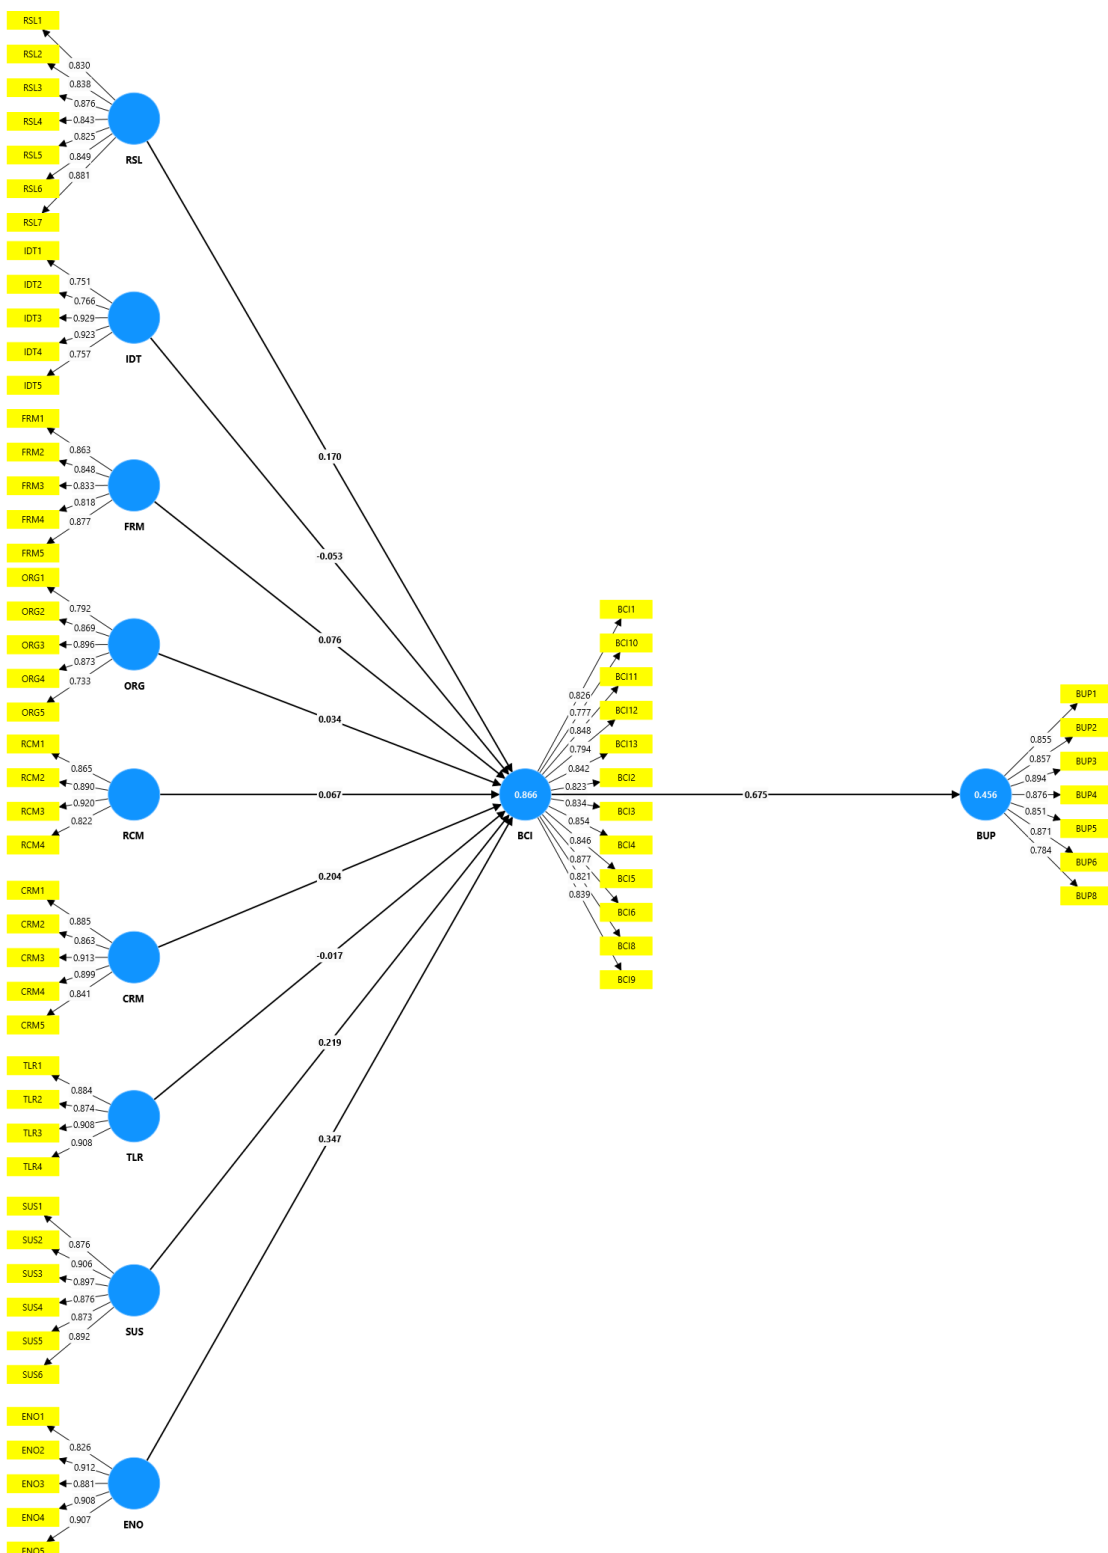 RSL1
RSL2
RSL3
RSL4
RSL5
RSL6
RSL7
0.830
0.838
0.876
0.843
0.825
0.849
0.881
RSL
IDT1
IDT2
IDT3
IDT4
IDT5
0.751
0.766
0.929
0.923
0.757
IDT
FRM1
FRM2
FRM3
FRM4
FRM5
0.863
0.848
0.833
0.818
0.877
FRM
ORG1
ORG2
ORG3
ORG4
ORG5
0.792
0.869
0.896
0.873
0.733
ORG
RCM1
RCM2
RCM3
RCM4
0.865
0.890
0.920
0.822
RCM
CRM1
CRM2
CRM3
CRM4
CRM5
0.885
0.863
0.913
0.899
0.841
CRM
TLR1
TLR2
TLR3
TLR4
0.884
0.874
0.908
0.908
TLR
SUS1
SUS2
SUS3
SUS4
SUS5
SUS6
0.876
0.906
0.897
0.876
0.873
0.892
SUS
ENO1
ENO2
ENO3
ENO4
ENO5
0.826
0.912
0.881
0.908
0.907
ENO
0.170
-0.053
0.076
0.034
0.067
0.204
-0.017
0.219
0.347
0.866
BCI
0.826
0.777
0.848
0.794
0.842
0.823
0.834
0.854
0.846
0.877
0.821
0.839
BCI1
BCI10
BCI11
BCI12
BCI13
BCI2
BCI3
BCI4
BCI5
BCI6
BCI8
BCI9
0.675
0.456
BUP
0.855
0.857
0.894
0.876
0.851
0.871
0.784
BUP1
BUP2
BUP3
BUP4
BUP5
BUP6
BUP8